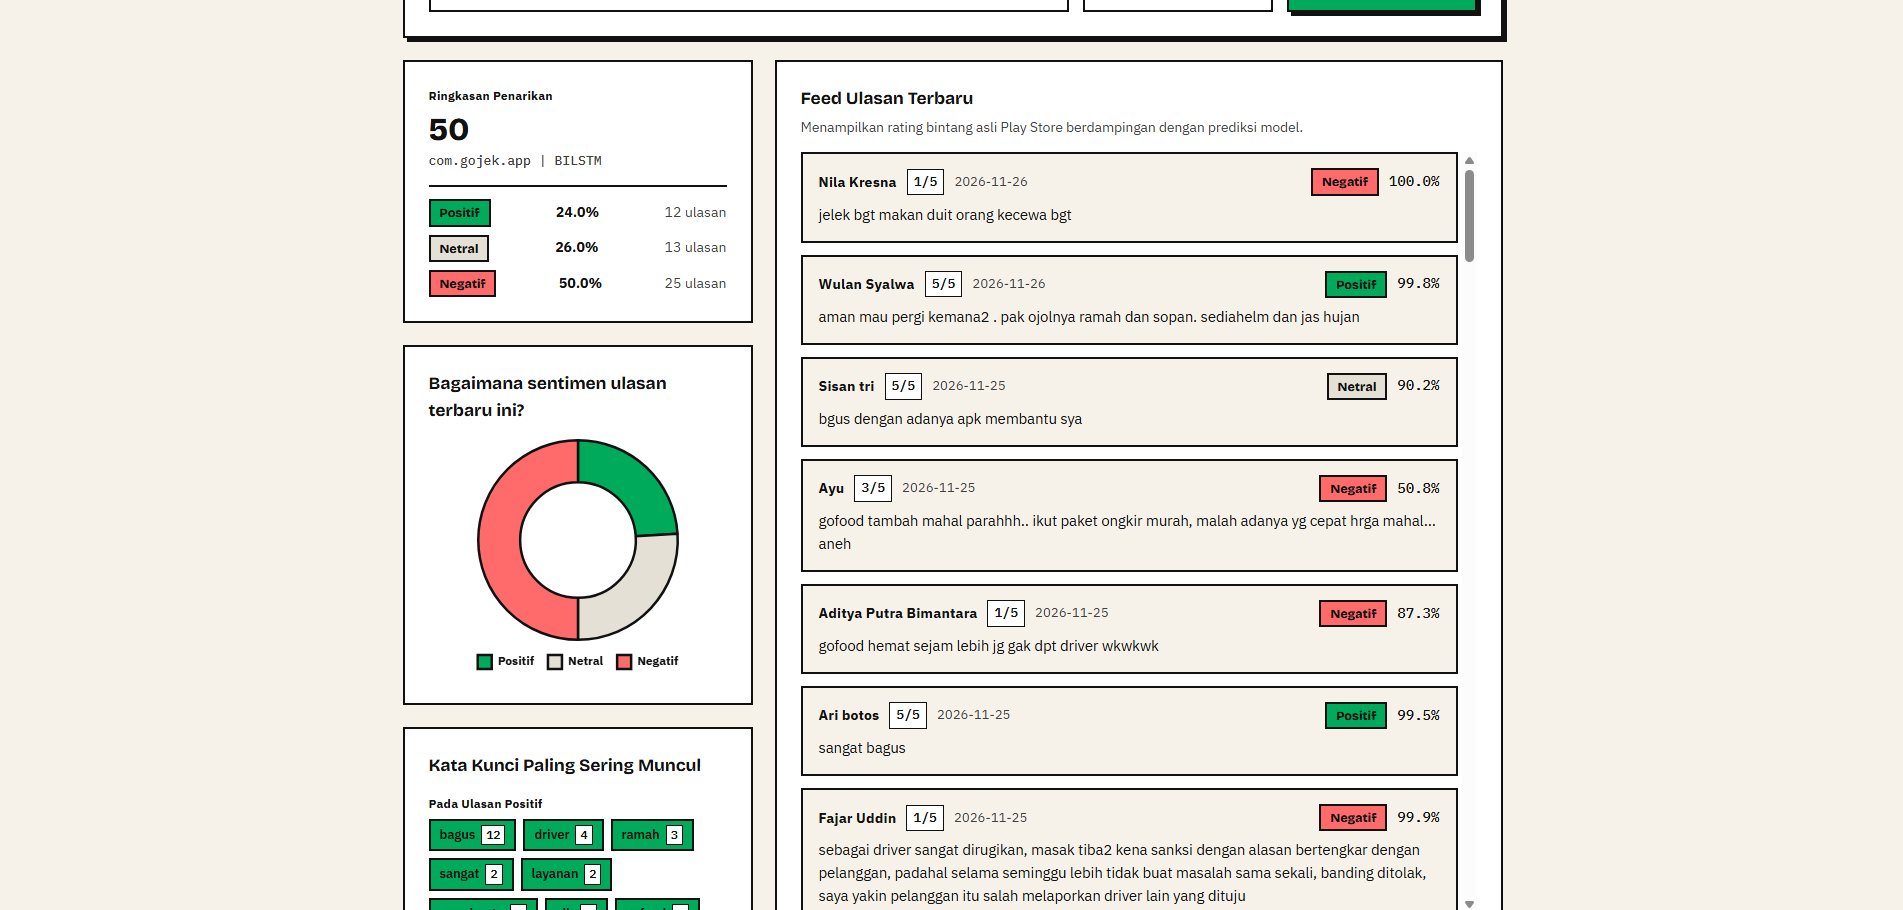 Ringkasan Penarikan
50
com.gojek.app | BILSTM
Positif 24.0% 12 ulasan
Netral 26.0% 13 ulasan
Negatif 50.0% 25 ulasan
Bagaimana sentimen ulasan
terbaru ini?
Positif Netral Negatif
Kata Kunci Paling Sering Muncul
Pada Ulasan Positif
bagus 12 driver 4 ramah 3
sangat 2 layanan 2
Feed Ulasan Terbaru
Menampilkan rating bintang asli Play Store berdampingan dengan prediksi model.
Nila Kresna 1/5 2026-11-26 Negatif 100.0%
jelek bgt makan duit orang kecewa bgt
Wulan Syalwa 5/5 2026-11-26 Positif 99.8%
aman mau pergi kemana2 . pak ojolnya ramah dan sopan. sediahelm dan jas hujan
Sisan tri 5/5 2026-11-25 Netral 90.2%
bgus dengan adanya apk membantu sya
Ayu 3/5 2026-11-25 Negatif 50.8%
gofood tambah mahal parahhh.. ikut paket ongkir murah, malah adanya yg cepat hrga mahal...
aneh
Aditya Putra Bimantara 1/5 2026-11-25 Negatif 87.3%
gofood hemat sejam lebih jg gak dpt driver wkwkwk
Ari botos 5/5 2026-11-25 Positif 99.5%
sangat bagus
Fajar Uddin 1/5 2026-11-25 Negatif 99.9%
sebagai driver sangat dirugikan, masak tiba2 kena sanksi dengan alasan bertengkar dengan
pelanggan, padahal selama seminggu lebih tidak buat masalah sama sekali, banding ditolak,
saya yakin pelanggan itu salah melaporkan driver lain yang dituju